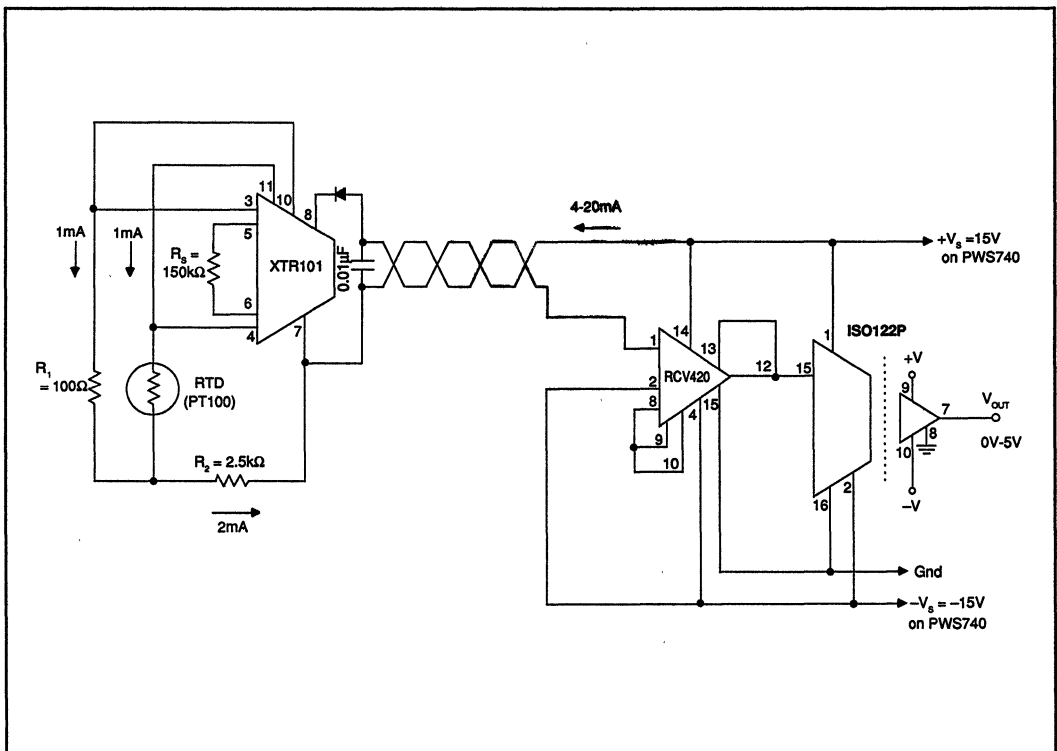 11
10
3
8
5
1mA
1mA
R_S =
150kΩ
XTR101
0.01µF
6
4
7
R_1
= 100Ω
RTD
(PT100)
R_2 = 2.5kΩ
2mA
4-20mA
+V_S =15V
on PWS740
14
1
13
RCV420
12
2
8
15
4
9
10
ISO122P
1
15
+V
9
7
V_OUT
8
0V-5V
10
2
16
–V
Gnd
–V_S = –15V
on PWS740